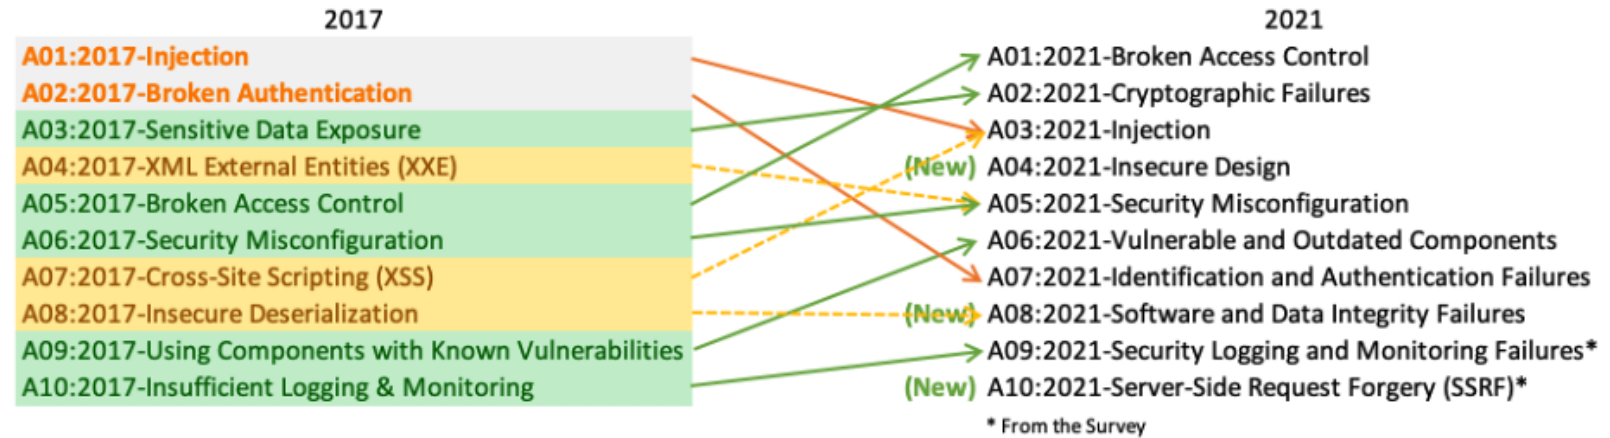 2017
A01:2017-Injection
A02:2017-Broken Authentication
A03:2017-Sensitive Data Exposure
A04:2017-XML External Entities (XXE)
A05:2017-Broken Access Control
A06:2017-Security Misconfiguration
A07:2017-Cross-Site Scripting (XSS)
A08:2017-Insecure Deserialization
A09:2017-Using Components with Known Vulnerabilities
A10:2017-Insufficient Logging & Monitoring
2021
A01:2021-Broken Access Control
A02:2021-Cryptographic Failures
A03:2021-Injection
(New) A04:2021-Insecure Design
A05:2021-Security Misconfiguration
A06:2021-Vulnerable and Outdated Components
A07:2021-Identification and Authentication Failures
(New) A08:2021-Software and Data Integrity Failures
A09:2021-Security Logging and Monitoring Failures*
(New) A10:2021-Server-Side Request Forgery (SSRF)*
* From the Survey